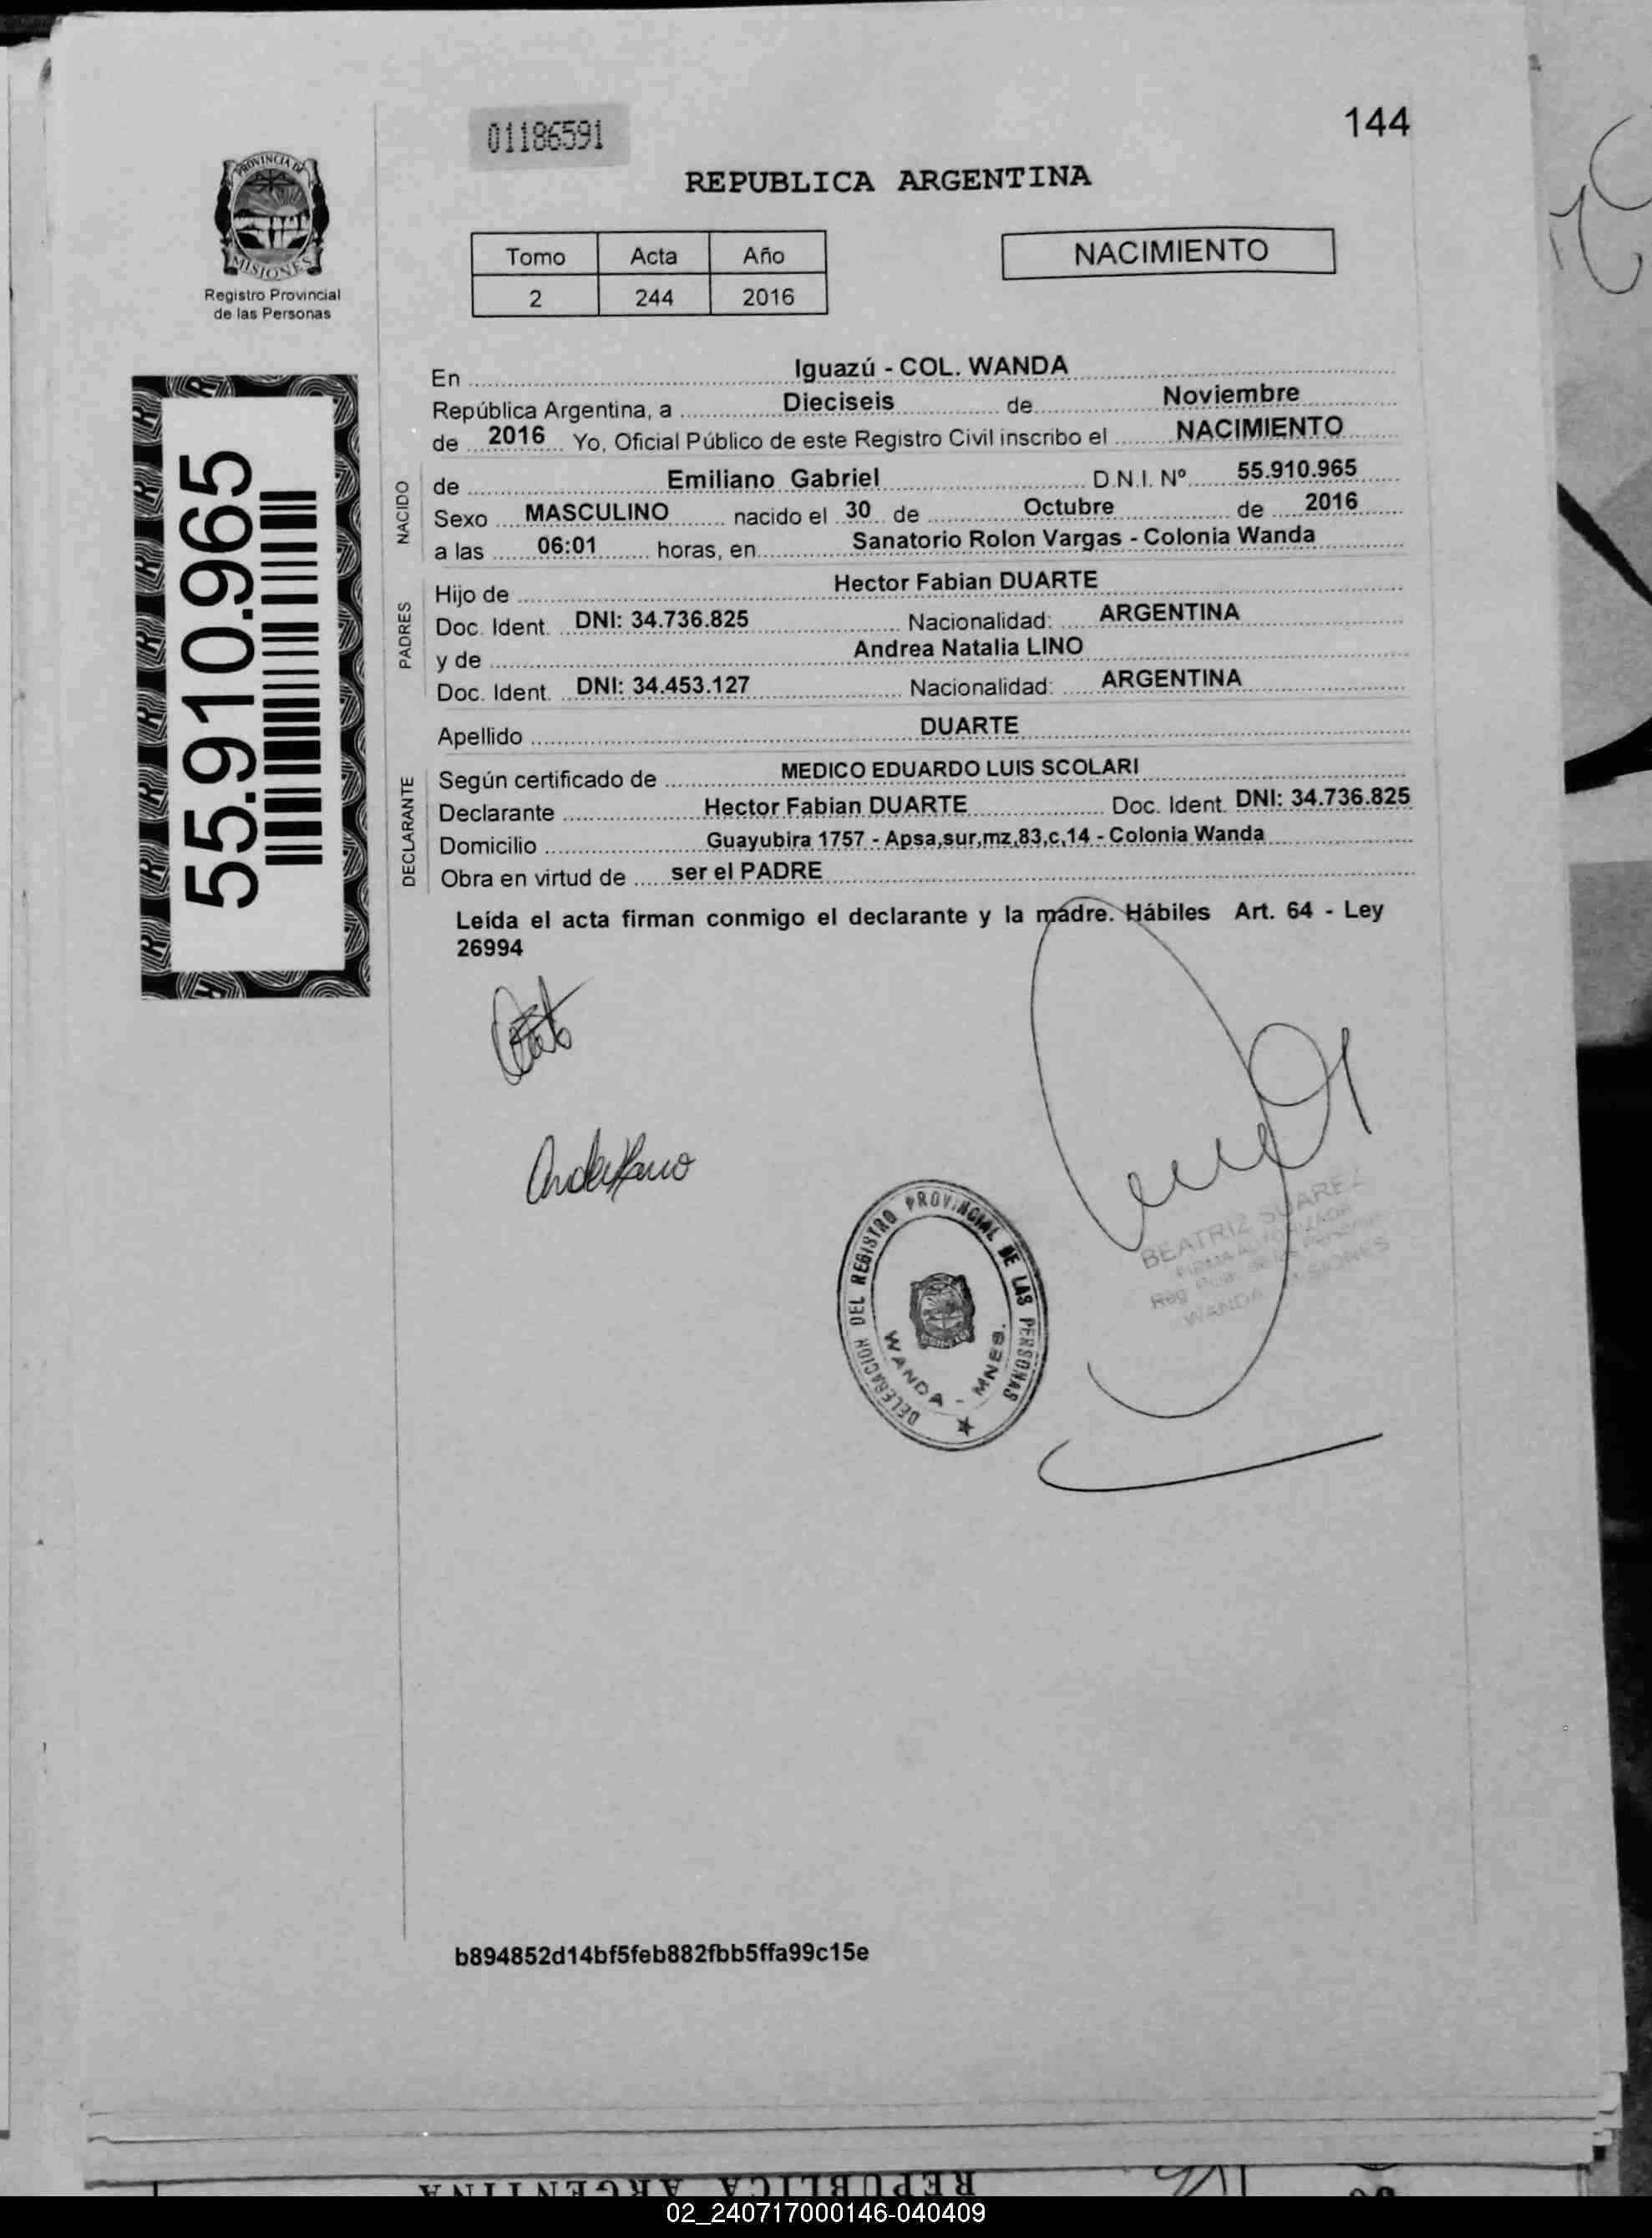 01186591
144
REPUBLICA ARGENTINA
PROVINCIA DE
MISIONES
Registro Provincial
de las Personas
Tomo Acta Año
2 244 2016
NACIMIENTO
En Iguazú - COL. WANDA
República Argentina, a Dieciseis de Noviembre
de 2016 Yo, Oficial Público de este Registro Civil inscribo el NACIMIENTO
NACIDO
de Emiliano Gabriel D.N.I. Nº 55.910.965
Sexo MASCULINO nacido el 30 de Octubre de 2016
a las 06:01 horas, en Sanatorio Rolon Vargas - Colonia Wanda
PADRES
Hijo de Hector Fabian DUARTE
Doc. Ident. DNI: 34.736.825 Nacionalidad: ARGENTINA
y de Andrea Natalia LINO
Doc. Ident. DNI: 34.453.127 Nacionalidad: ARGENTINA
Apellido DUARTE
DECLARANTE
Según certificado de MEDICO EDUARDO LUIS SCOLARI
Declarante Hector Fabian DUARTE Doc. Ident. DNI: 34.736.825
Domicilio Guayubira 1757 - Apsa,sur,mz,83,c,14 - Colonia Wanda
Obra en virtud de ser el PADRE
Leída el acta firman conmigo el declarante y la madre. Hábiles Art. 64 - Ley
26994
55.910.965
DELEGACION DEL REGISTRO PROVINCIAL DE LAS PERSONAS
WANDA - MNES.
BEATRIZ SUAREZ
FIRMA AUTORIZADA
WANDA MISIONES
b894852d14bf5feb882fbb5ffa99c15e
REPUBLICA ARGENTINA
02_240717000146-040409